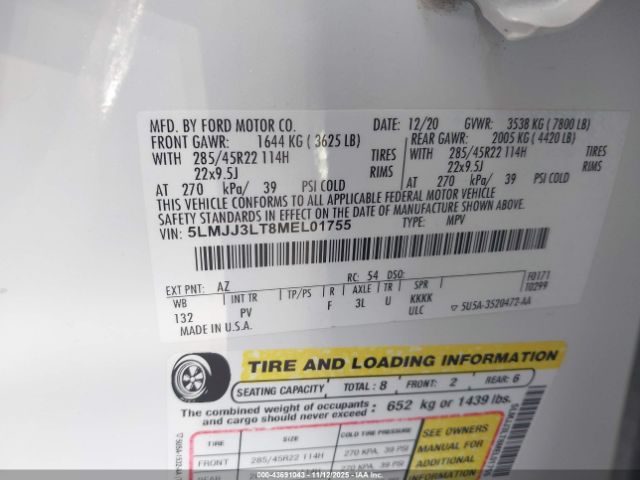 MFD. BY FORD MOTOR CO. DATE: 12/20 GVWR: 3538 KG ( 7800 LB)
FRONT GAWR: 1644 KG ( 3625 LB) REAR GAWR: 2005 KG ( 4420 LB)
WITH 285/45R22 114H TIRES WITH 285/45R22 114H TIRES
22x9.5J RIMS 22x9.5J RIMS
AT 270 kPa/ 39 PSI COLD AT 270 kPa/ 39 PSI COLD
THIS VEHICLE CONFORMS TO ALL APPLICABLE FEDERAL MOTOR VEHICLE
SAFETY STANDARDS IN EFFECT ON THE DATE OF MANUFACTURE SHOWN ABOVE.
VIN: 5LMJJ3LT8MEL01755 TYPE: MPV
F0171
T0299
EXT PNT: AZ RC: 54 DSO:
WB INT TR TP/PS R AXLE TR SPR
132 PV F 3L U KKKK
MADE IN U.S.A. ULC ▽ 5U5A-3520472-AA
TIRE AND LOADING INFORMATION
SEATING CAPACITY TOTAL : 8 FRONT: 2 REAR: 6
The combined weight of occupants and cargo should never exceed : 652 kg or 1439 lbs.
TIRE SIZE COLD TIRE PRESSURE
FRONT 285/45R22 114H 270 KPA, 39 PSI
REAR
SEE OWNERS
MANUAL FOR
ADDITIONAL
INFORMATION
000-43691043 11/12/2025 - IAA Inc.